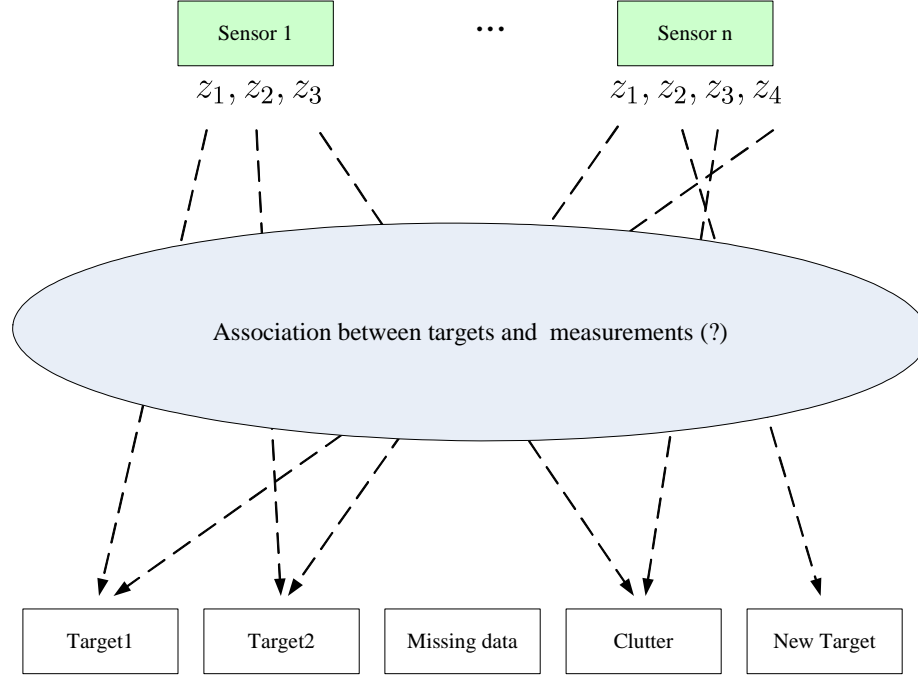 Sensor 1
...
Sensor n
z₁, z₂, z₃
z₁, z₂, z₃, z₄
Association between targets and measurements (?)
Target1
Target2
Missing data
Clutter
New Target